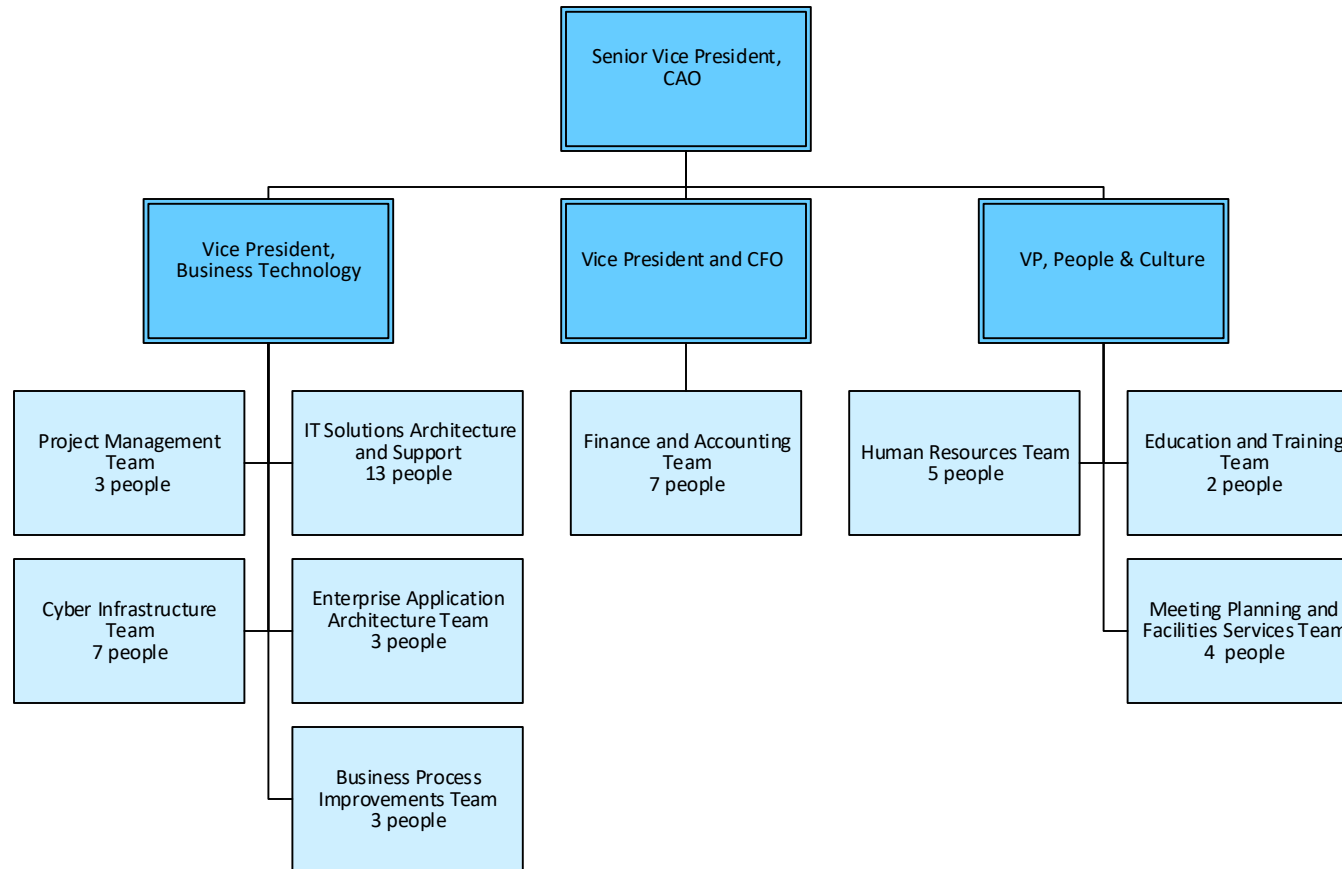 Senior Vice President,
CAO
Vice President,
Business Technology
Vice President and CFO
VP, People & Culture
Project Management
Team
3 people
IT Solutions Architecture
and Support
13 people
Finance and Accounting
Team
7 people
Human Resources Team
5 people
Education and Training
Team
2 people
Cyber Infrastructure
Team
7 people
Enterprise Application
Architecture Team
3 people
Meeting Planning and
Facilities Services Team
4 people
Business Process
Improvements Team
3 people